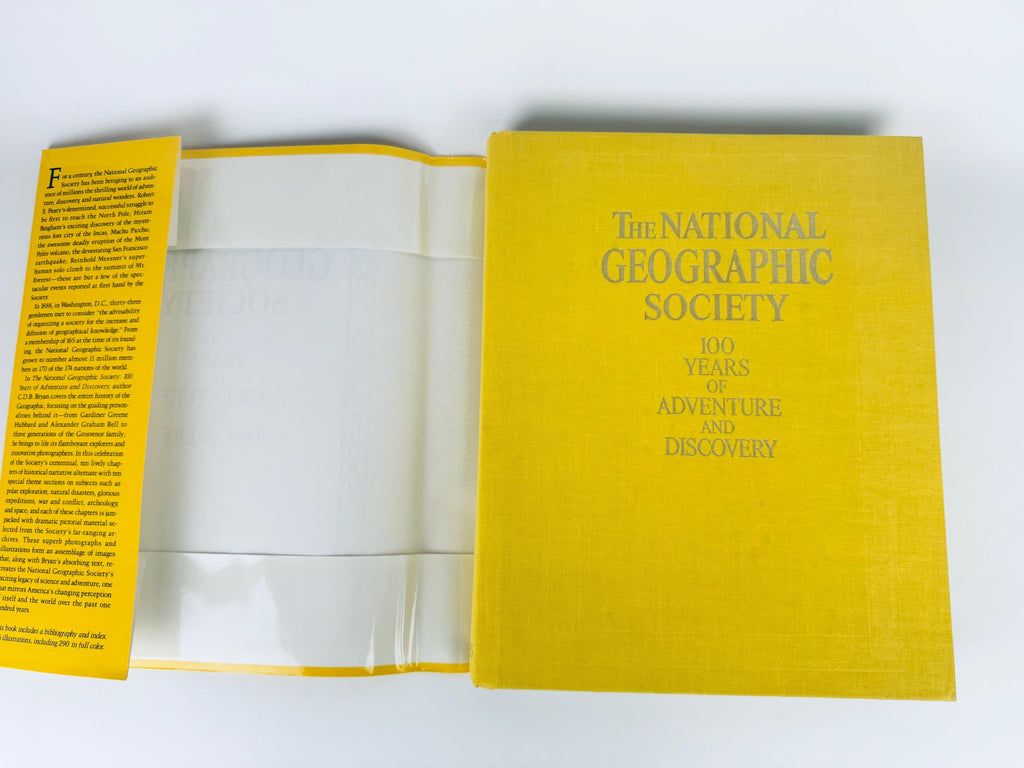 For a century, the National Geographic
Society has been bringing to an audi-
ence of millions the thrilling world of adven-
ture, discovery, and natural wonders. Robert
E. Peary's determined, successful struggle to
be first to reach the North Pole; Hiram
Bingham's exciting discovery of the myste-
rious lost city of the Incas, Machu Picchu;
the awesome deadly eruption of the Mont
Pelée volcano; the devastating San Francisco
earthquake; Reinhold Messner's super-
human solo climb to the summit of Mt.
Everest—these are but a few of the spec-
tacular events reported at first hand by the
Society.
In 1888, in Washington, D.C., thirty-three
gentlemen met to consider "the advisability
of organizing a society for the increase and
diffusion of geographical knowledge." From
a membership of 165 at the time of its found-
ing, the National Geographic Society has
grown to number almost 11 million mem-
bers in 170 of the 174 nations of the world.
In The National Geographic Society: 100
Years of Adventure and Discovery, author
C.D.B. Bryan covers the entire history of the
Geographic, focusing on the guiding person-
alities behind it—from Gardiner Greene
Hubbard and Alexander Graham Bell to
three generations of the Grosvenor family;
he brings to life its flamboyant explorers and
innovative photographers. In this celebration
of the Society's centennial, ten lively chap-
ters of historical narrative alternate with ten
special theme sections on subjects such as
polar exploration, natural disasters, glorious
expeditions, war and conflict, archeology,
and space; and each of these chapters is jam-
packed with dramatic pictorial material se-
lected from the Society's far-ranging ar-
chives. These superb photographs and
illustrations form an assemblage of images
that, along with Bryan's absorbing text, re-
creates the National Geographic Society's
exciting legacy of science and adventure, one
that mirrors America's changing perception
itself and the world over the past one
hundred years.
book includes a bibliography and index.
illustrations, including 290 in full color.
THE NATIONAL
GEOGRAPHIC
SOCIETY
100
YEARS
OF
ADVENTURE
AND
DISCOVERY
GEOGRAPHIC
SOCIETY
100
YEARS
ADVENTURE
DISCOVERY